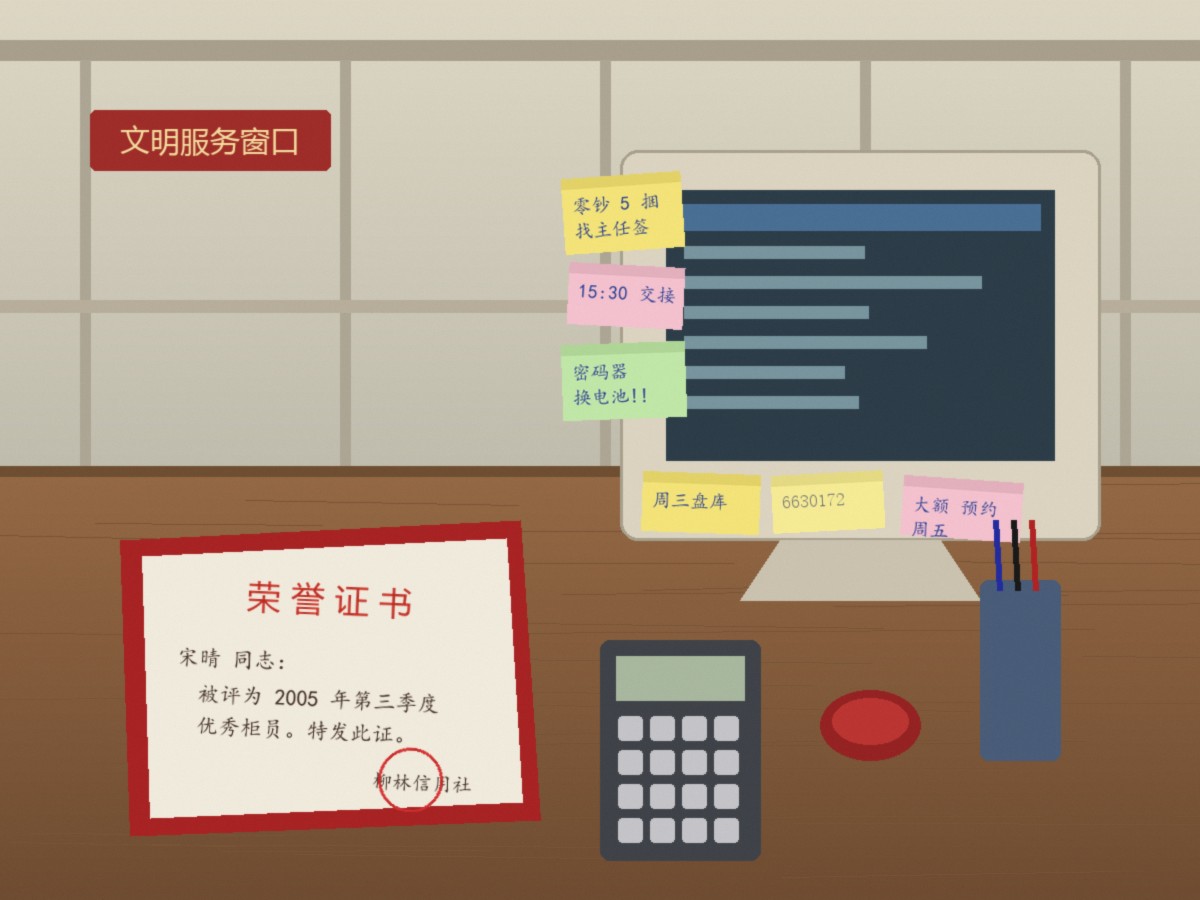 文明服务窗口
零钞 5 捆
找主任签
15:30 交接
密码器
换电池!!
周三盘库
6630172
大额 预约
周五
荣誉证书
宋晴 同志：
被评为 2005 年第三季度
优秀柜员。特发此证。
柳林信用社